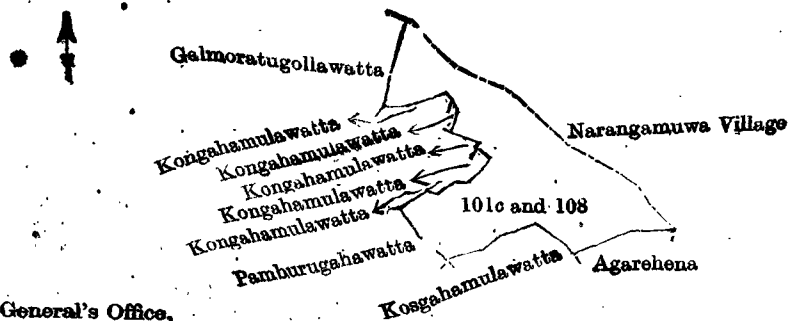 Galmoratugollawatta
Narangamuwa Village
Kongahamulawatta
Kongahamulawatta
Kongahamulawatta
Kongahamulawatta
Kongahamulawatta
101c and 108
Pamburugahawatta
Kosgahamulawatta
Agarehena
General's Office,